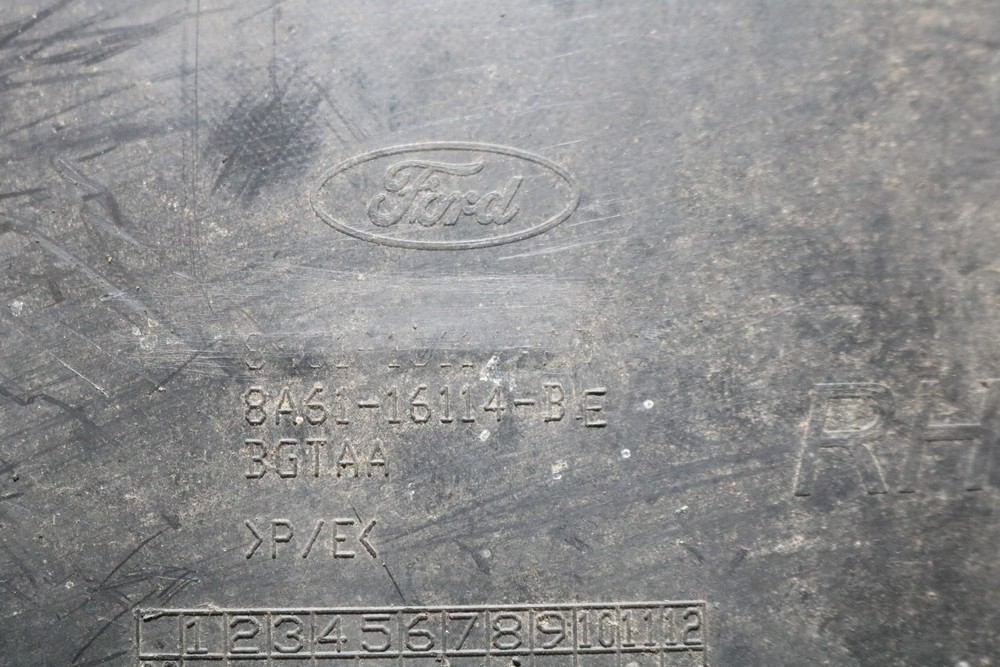 Ford
8A61-16114-BE
3GTAA
RH
>P/E<
1 2 3 4 5 6 7 8 9 10 11 12